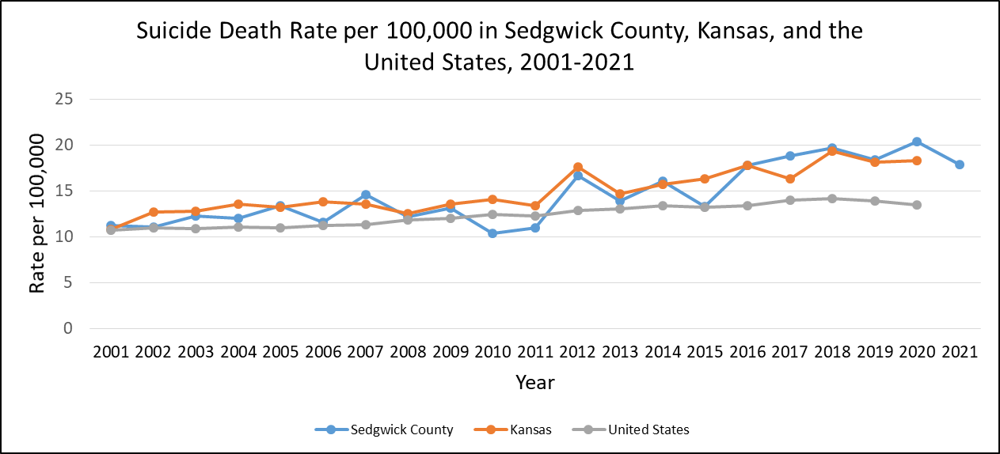 Suicide Death Rate per 100,000 in Sedgwick County, Kansas, and the
United States, 2001-2021
25
20
15
10
5
0
Rate per 100,000
2001 2002 2003 2004 2005 2006 2007 2008 2009 2010 2011 2012 2013 2014 2015 2016 2017 2018 2019 2020 2021
Year
Sedgwick County Kansas United States